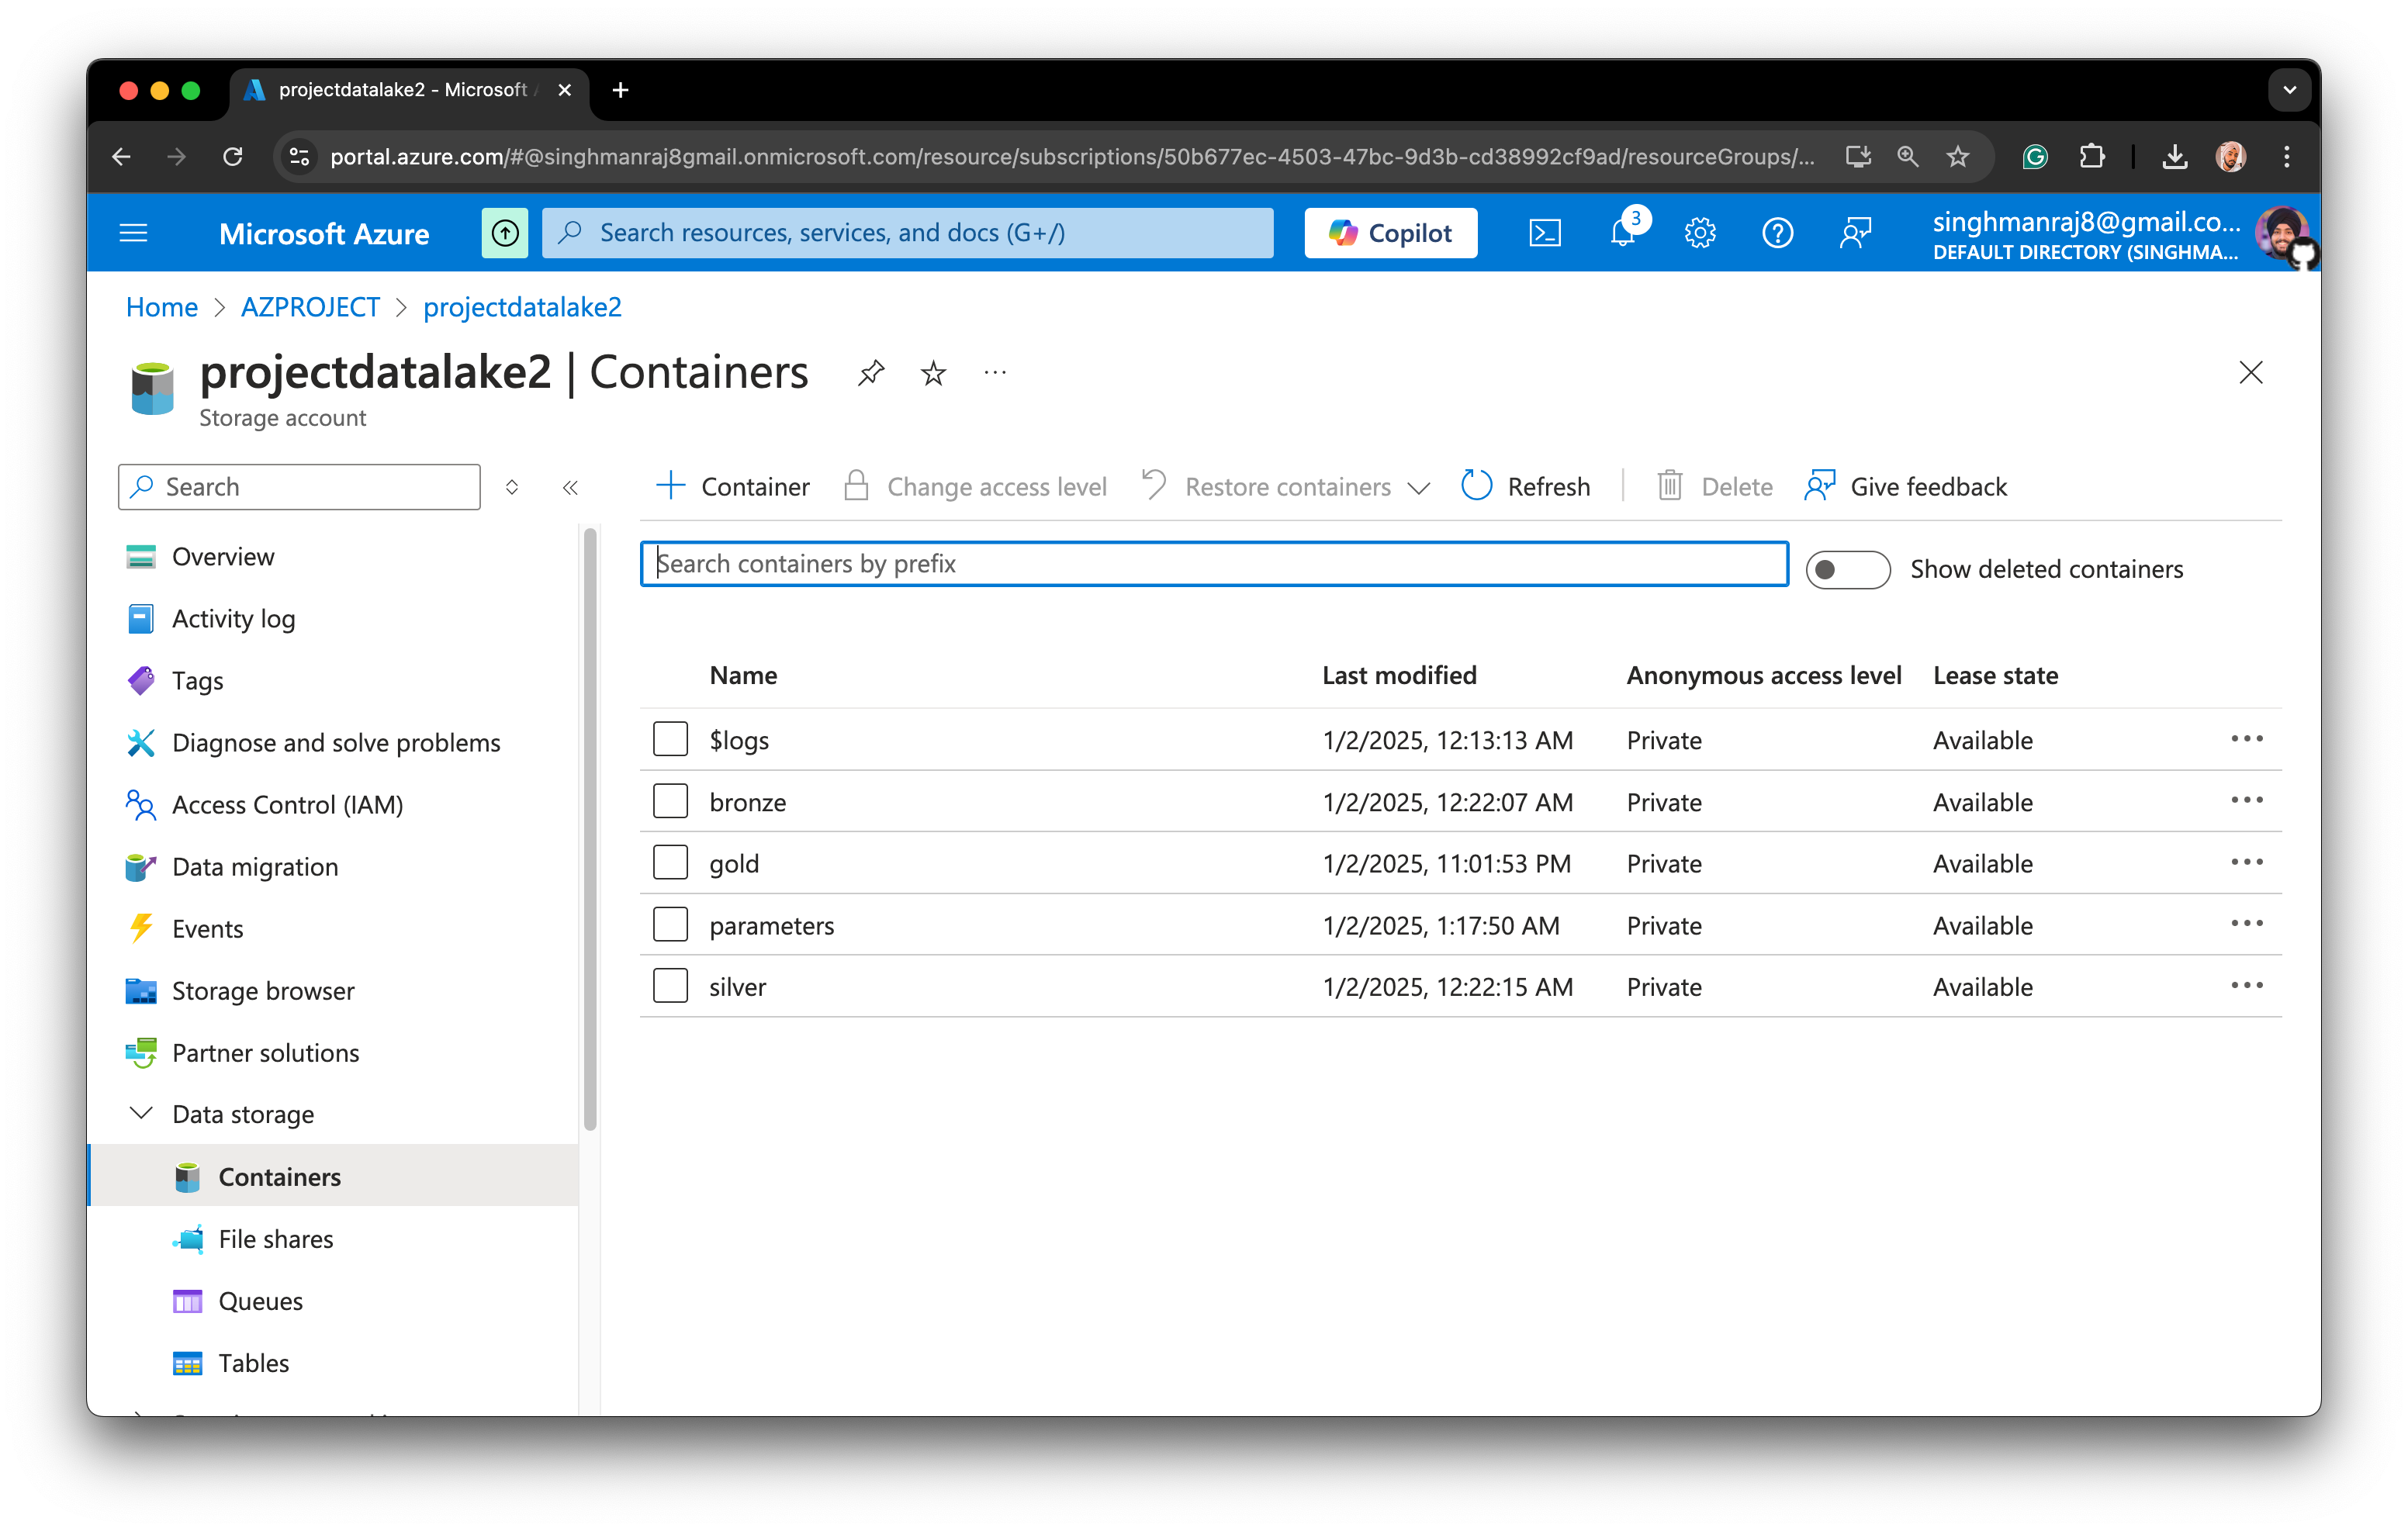 projectdatalake2 - Microsoft
portal.azure.com/#@singhmanraj8gmail.onmicrosoft.com/resource/subscriptions/50b677ec-4503-47bc-9d3b-cd38992cf9ad/resourceGroups/...
Microsoft Azure
Search resources, services, and docs (G+/)
Copilot
3
singhmanraj8@gmail.co...
DEFAULT DIRECTORY (SINGHMA...
Home > AZPROJECT > projectdatalake2
projectdatalake2 | Containers
Storage account
Search
Container
Change access level
Restore containers
Refresh
Delete
Give feedback
Overview
Activity log
Tags
Diagnose and solve problems
Access Control (IAM)
Data migration
Events
Storage browser
Partner solutions
Data storage
Containers
File shares
Queues
Tables
Search containers by prefix
Show deleted containers
Name Last modified Anonymous access level Lease state
$logs 1/2/2025, 12:13:13 AM Private Available
bronze 1/2/2025, 12:22:07 AM Private Available
gold 1/2/2025, 11:01:53 PM Private Available
parameters 1/2/2025, 1:17:50 AM Private Available
silver 1/2/2025, 12:22:15 AM Private Available